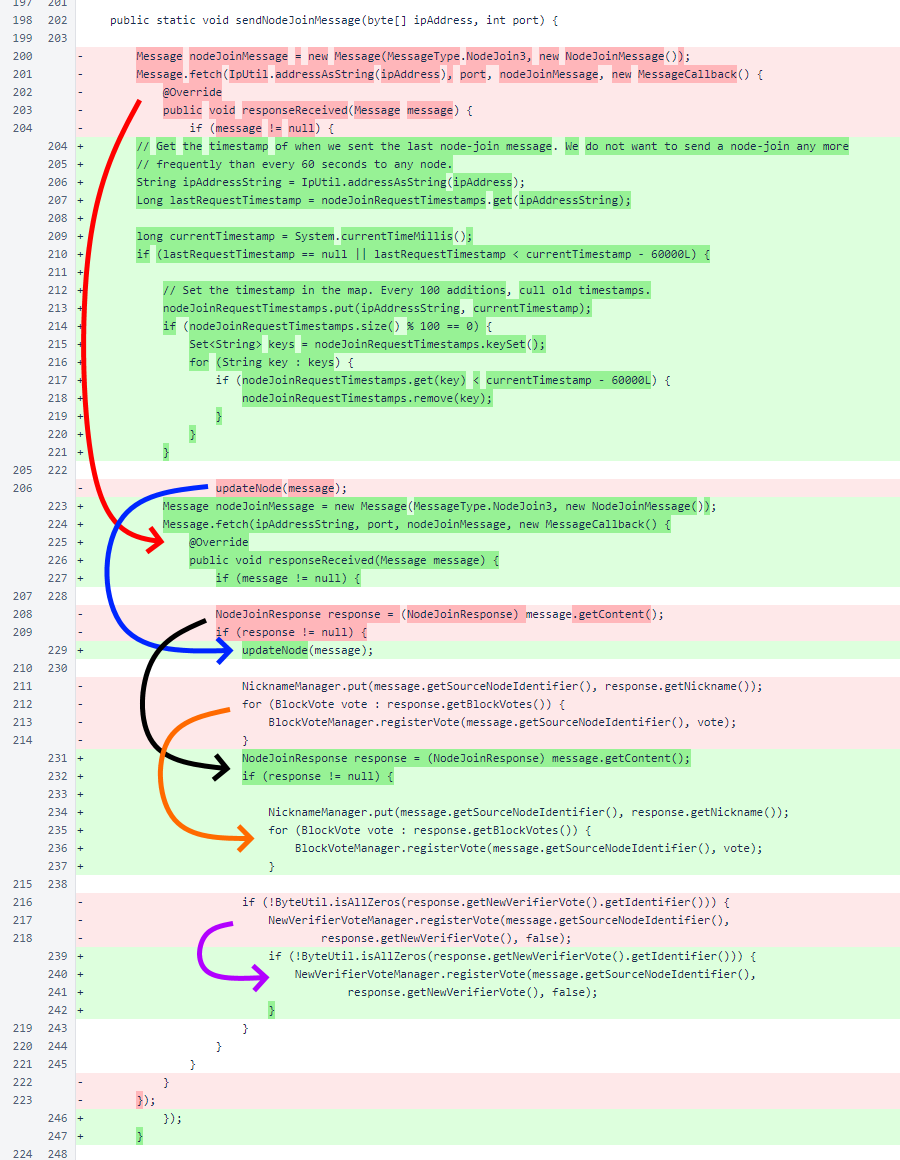 197 201
198 202 public static void sendNodeJoinMessage(byte[] ipAddress, int port) {
199 203
200 - Message nodeJoinMessage = new Message(MessageType.NodeJoin3, new NodeJoinMessage());
201 - Message.fetch(IpUtil.addressAsString(ipAddress), port, nodeJoinMessage, new MessageCallback() {
202 - @Override
203 - public void responseReceived(Message message) {
204 - if (message != null) {
204 + // Get the timestamp of when we sent the last node-join message. We do not want to send a node-join any more
205 + // frequently than every 60 seconds to any node.
206 + String ipAddressString = IpUtil.addressAsString(ipAddress);
207 + Long lastRequestTimestamp = nodeJoinRequestTimestamps.get(ipAddressString);
208 +
209 + long currentTimestamp = System.currentTimeMillis();
210 + if (lastRequestTimestamp == null || lastRequestTimestamp < currentTimestamp - 60000L) {
211 +
212 + // Set the timestamp in the map. Every 100 additions, cull old timestamps.
213 + nodeJoinRequestTimestamps.put(ipAddressString, currentTimestamp);
214 + if (nodeJoinRequestTimestamps.size() % 100 == 0) {
215 + Set<String> keys = nodeJoinRequestTimestamps.keySet();
216 + for (String key : keys) {
217 + if (nodeJoinRequestTimestamps.get(key) < currentTimestamp - 60000L) {
218 + nodeJoinRequestTimestamps.remove(key);
219 + }
220 + }
221 + }
205 222
206 - updateNode(message);
223 + Message nodeJoinMessage = new Message(MessageType.NodeJoin3, new NodeJoinMessage());
224 + Message.fetch(ipAddressString, port, nodeJoinMessage, new MessageCallback() {
225 + @Override
226 + public void responseReceived(Message message) {
227 + if (message != null) {
207 228
208 - NodeJoinResponse response = (NodeJoinResponse) message.getContent();
209 - if (response != null) {
229 + updateNode(message);
210 230
211 - NicknameManager.put(message.getSourceNodeIdentifier(), response.getNickname());
212 - for (BlockVote vote : response.getBlockVotes()) {
213 - BlockVoteManager.registerVote(message.getSourceNodeIdentifier(), vote);
214 - }
231 + NodeJoinResponse response = (NodeJoinResponse) message.getContent();
232 + if (response != null) {
233 +
234 + NicknameManager.put(message.getSourceNodeIdentifier(), response.getNickname());
235 + for (BlockVote vote : response.getBlockVotes()) {
236 + BlockVoteManager.registerVote(message.getSourceNodeIdentifier(), vote);
237 + }
215 238
216 - if (!ByteUtil.isAllZeros(response.getNewVerifierVote().getIdentifier())) {
217 - NewVerifierVoteManager.registerVote(message.getSourceNodeIdentifier(),
218 - response.getNewVerifierVote(), false);
239 + if (!ByteUtil.isAllZeros(response.getNewVerifierVote().getIdentifier())) {
240 + NewVerifierVoteManager.registerVote(message.getSourceNodeIdentifier(),
241 + response.getNewVerifierVote(), false);
242 + }
219 243 }
220 244 }
221 245 }
222 - }
223 - });
246 + });
247 + }
224 248